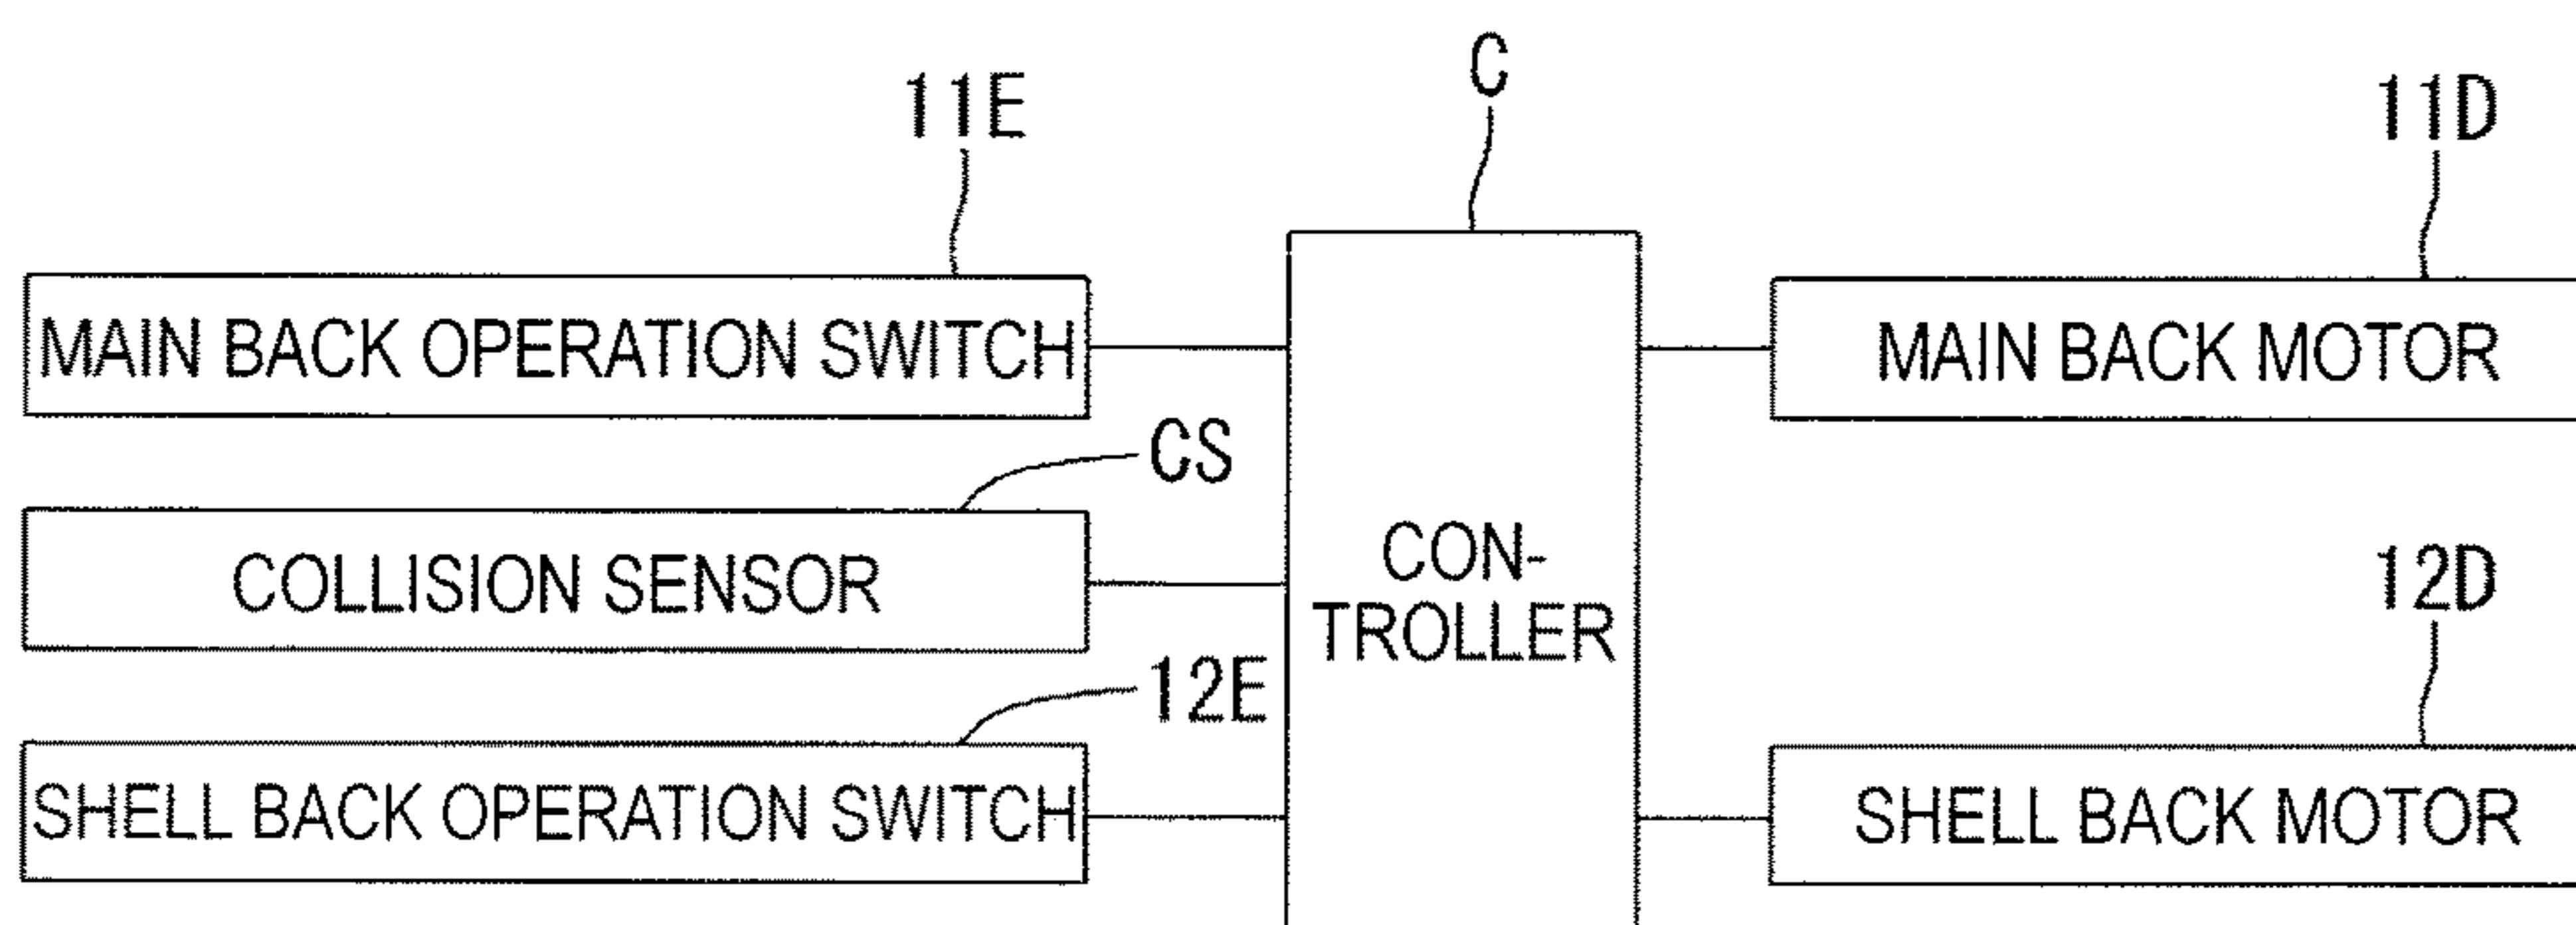 C
11E
11D
MAIN BACK OPERATION SWITCH
MAIN BACK MOTOR
CS
COLLISION SENSOR
CON-
TROLLER
12D
12E
SHELL BACK OPERATION SWITCH
SHELL BACK MOTOR